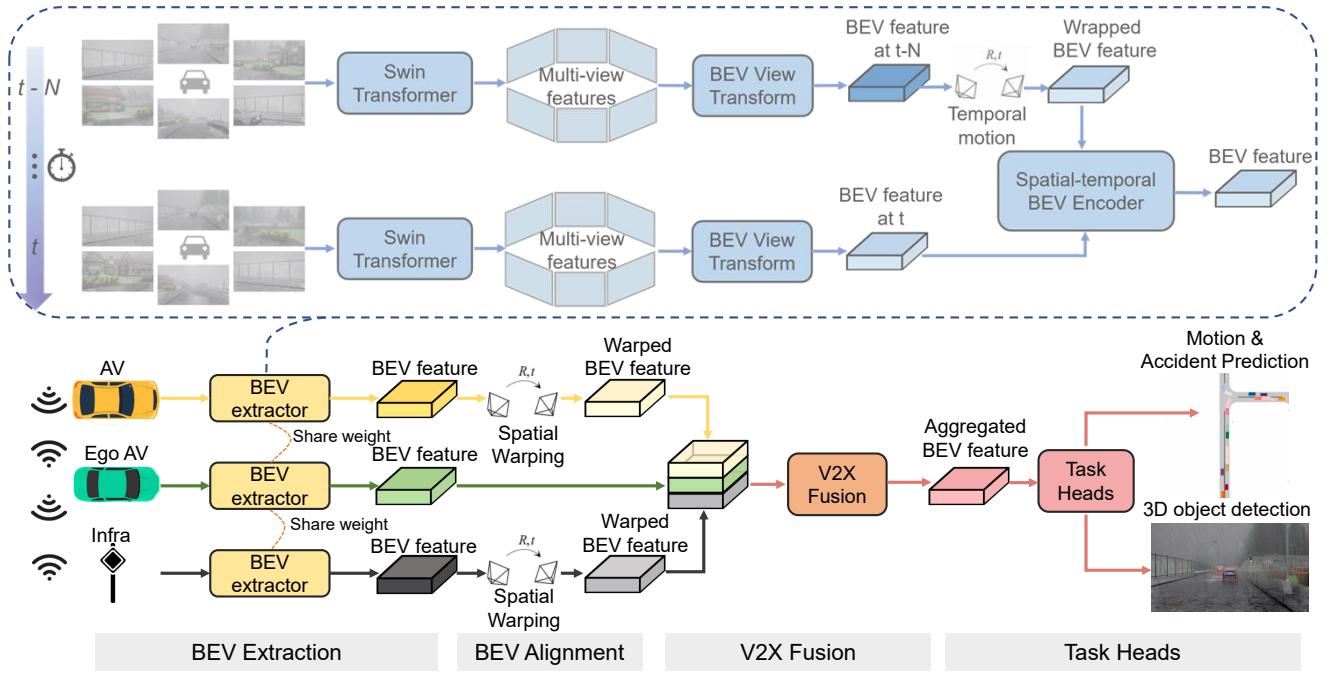 BEV feature
at t-N
R, t
Temporal
motion
Wrapped
BEV feature
t - N
Swin
Transformer
Multi-view
features
BEV View
Transform
Spatial-temporal
BEV Encoder
BEV feature
t
Swin
Transformer
Multi-view
features
BEV View
Transform
BEV feature
at t
AV
BEV
extractor
BEV feature
R,t
Spatial
Warping
Warped
BEV feature
Share weight
Ego AV
BEV
extractor
BEV feature
Share weight
Infra
BEV
extractor
BEV feature
R,t
Spatial
Warping
Warped
BEV feature
V2X
Fusion
Aggregated
BEV feature
Task
Heads
Motion &
Accident Prediction
3D object detection
BEV Extraction
BEV Alignment
V2X Fusion
Task Heads